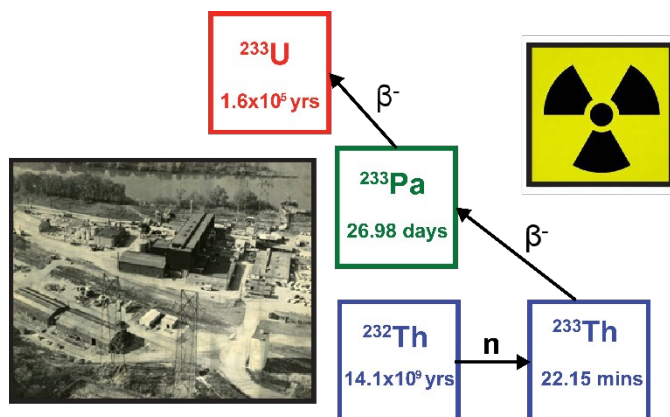 ²³³U
1.6x10⁵ yrs
β⁻
²³³Pa
26.98 days
β⁻
²³²Th
14.1x10⁹ yrs
n
²³³Th
22.15 mins